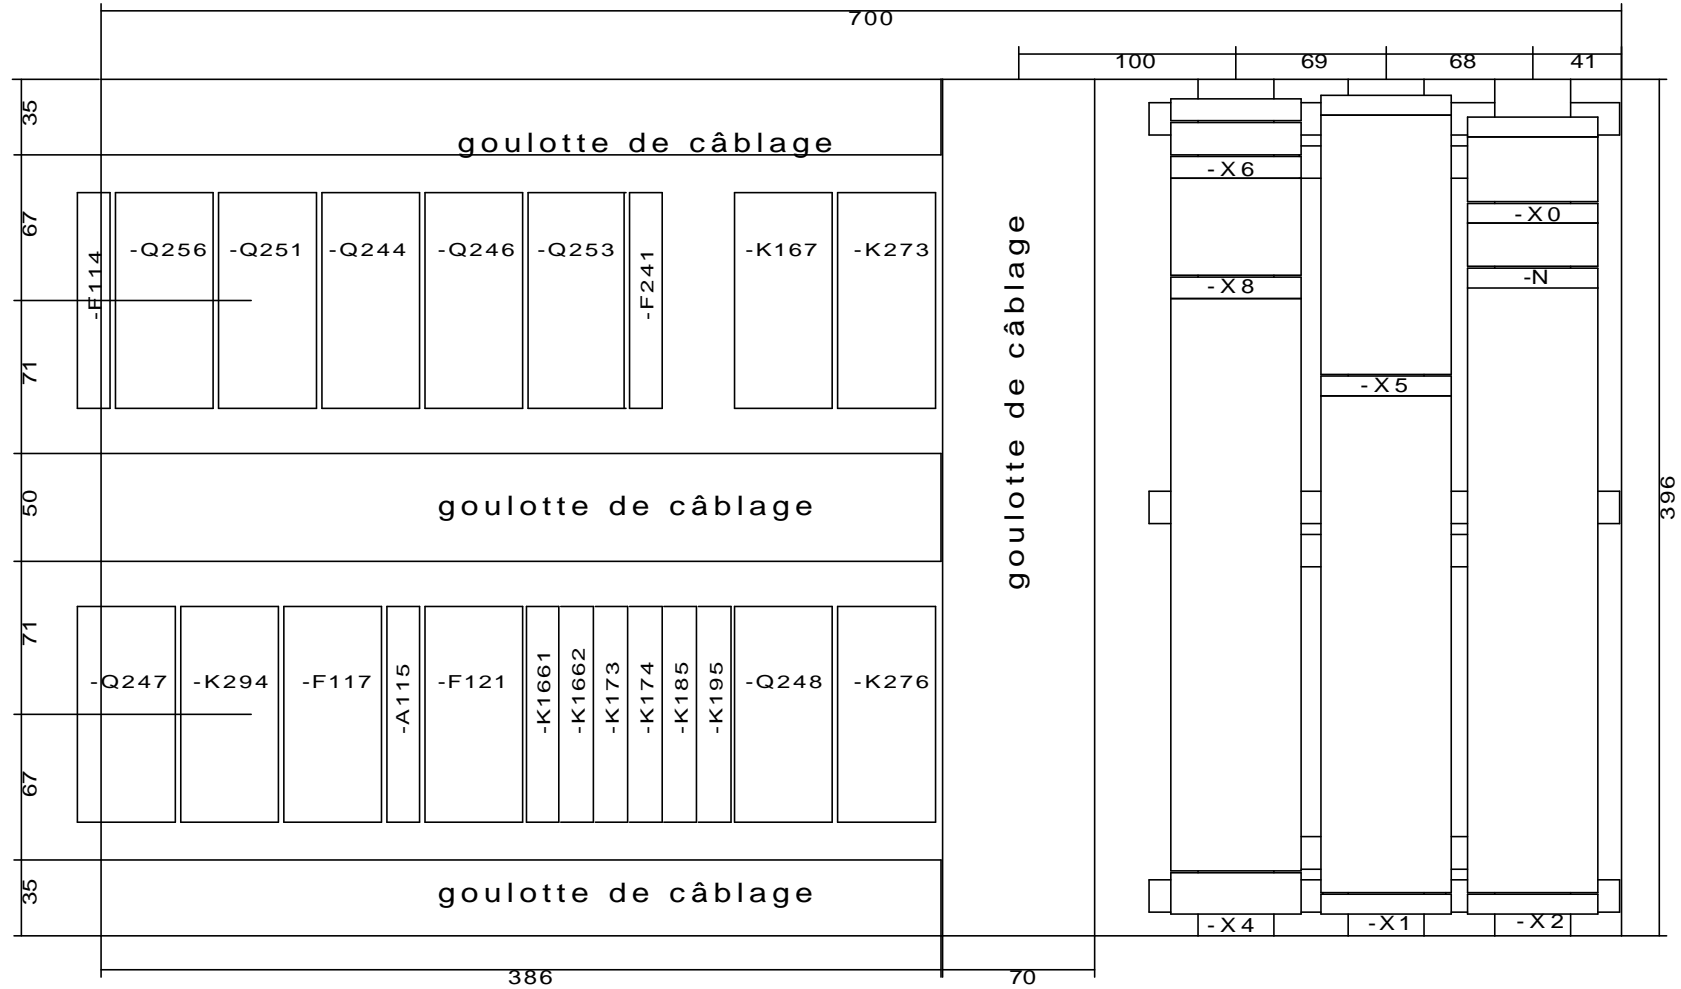 700
100
69
68
41
35
goulotte de câblage
-X6
67
-X0
-F114
-Q256
-Q251
-Q244
-Q246
-Q253
-F241
-K167
-K273
goulotte de câblage
-X8
-N
71
-X5
50
goulotte de câblage
396
71
-Q247
-K294
-F117
-A115
-F121
-K1661
-K1662
-K173
-K174
-K185
-K195
-Q248
-K276
67
35
goulotte de câblage
-X4
-X1
-X2
386
70